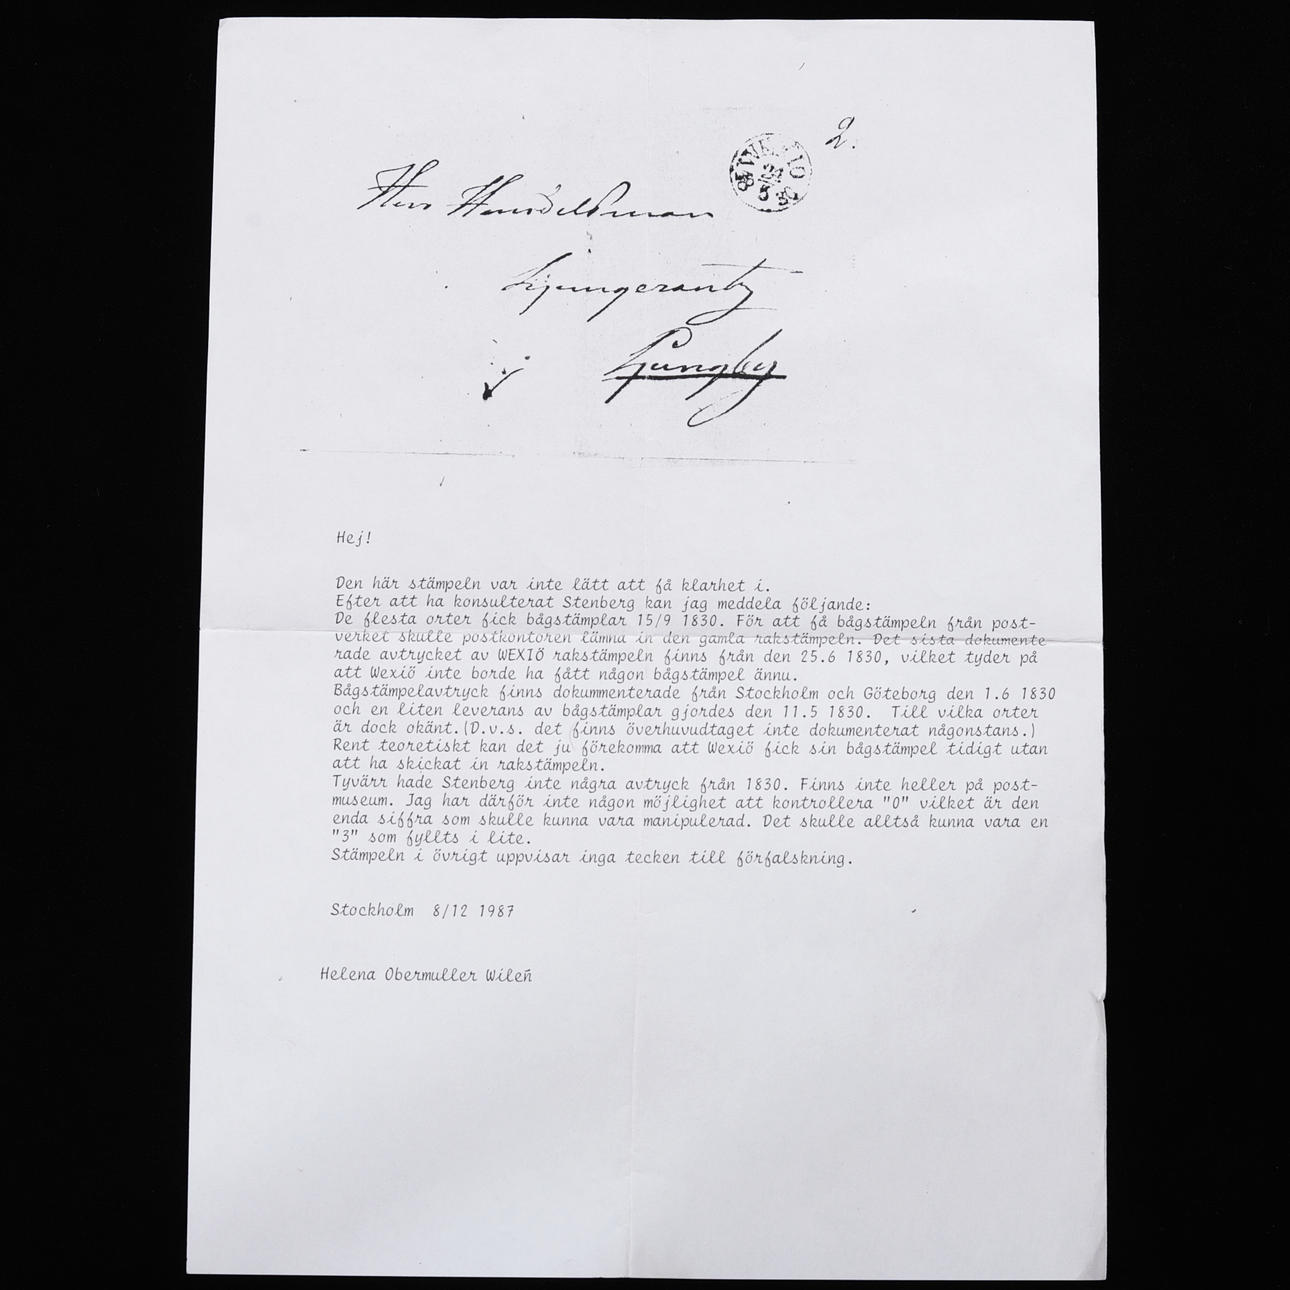 2.
WEXIÖ
24
5
Herr Handelsman
Ljungby
Hej!
Den här stämpeln var inte lätt att få klarhet i.
Efter att ha konsulterat Stenberg kan jag meddela följande:
De flesta orter fick bågstämplar 15/9 1830. För att få bågstämpeln från post-
verket skulle postkontoren lämna in den gamla rakstämpeln. Det sista dokumente-
rade avtrycket av WEXIÖ rakstämpeln finns från den 25.6 1830, vilket tyder på
att Wexiö inte borde ha fått någon bågstämpel ännu.
Bågstämpelavtryck finns dokummenterade från Stockholm och Göteborg den 1.6 1830
och en liten leverans av bågstämplar gjordes den 11.5 1830. Till vilka orter
är dock okänt.(D.v.s. det finns överhuvudtaget inte dokumenterat någonstans.)
Rent teoretiskt kan det ju förekomma att Wexiö fick sin bågstämpel tidigt utan
att ha skickat in rakstämpeln.
Tyvärr hade Stenberg inte några avtryck från 1830. Finns inte heller på post-
museum. Jag har därför inte någon möjlighet att kontrollera "0" vilket är den
enda siffra som skulle kunna vara manipulerad. Det skulle alltså kunna vara en
"3" som fyllts i lite.
Stämpeln i övrigt uppvisar inga tecken till förfalskning.
Stockholm 8/12 1987
Helena Obermuller Wileñ